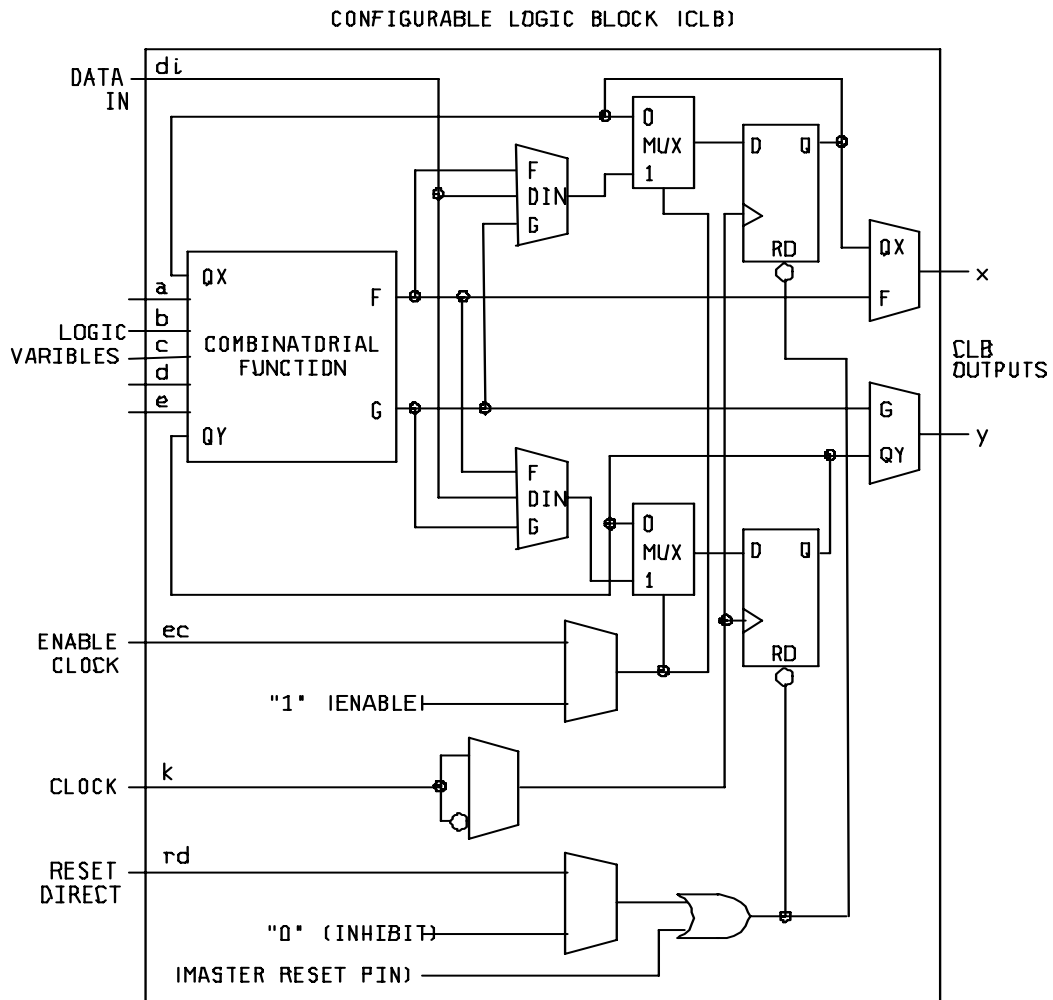 CONFIGURABLE LOGIC BLOCK (CLB)
di
DATA
IN
0
MUX
1
D Q
F
DIN
G
RD
QX
F
x
QX
a
b
c
d
e
LOGIC
VARIBLES
F
COMBINATORIAL
FUNCTION
G
QY
CLB
OUTPUTS
G
QY
y
F
DIN
G
0
MUX
1
D Q
RD
ec
ENABLE
CLOCK
"1" (ENABLE)
k
CLOCK
rd
RESET
DIRECT
"0" (INHIBIT)
(MASTER RESET PIN)